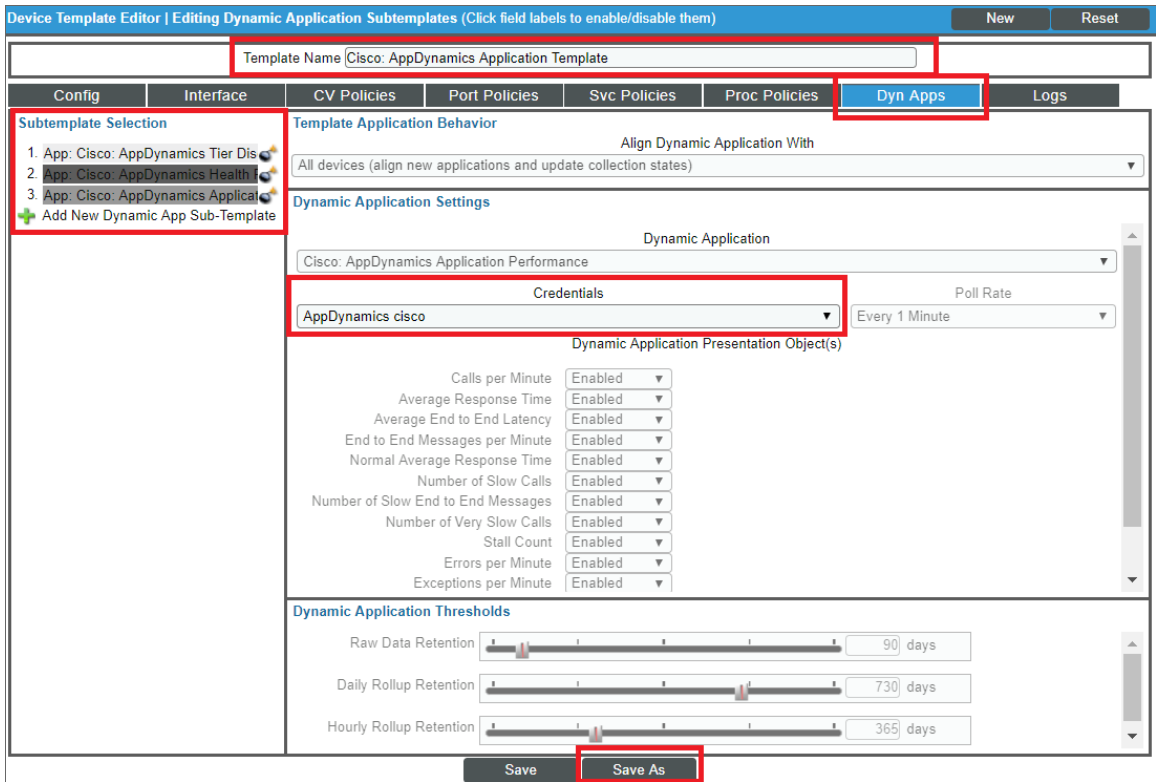 Device Template Editor | Editing Dynamic Application Subtemplates (Click field labels to enable/disable them) New Reset
Template Name Cisco: AppDynamics Application Template
Config Interface CV Policies Port Policies Svc Policies Proc Policies Dyn Apps Logs
Subtemplate Selection
1. App: Cisco: AppDynamics Tier Dis
2. App: Cisco: AppDynamics Health
3. App: Cisco: AppDynamics Applicat
Add New Dynamic App Sub-Template
Template Application Behavior
Align Dynamic Application With
All devices (align new applications and update collection states)
Dynamic Application Settings
Dynamic Application
Cisco: AppDynamics Application Performance
Credentials Poll Rate
AppDynamics cisco Every 1 Minute
Dynamic Application Presentation Object(s)
Calls per Minute Enabled
Average Response Time Enabled
Average End to End Latency Enabled
End to End Messages per Minute Enabled
Normal Average Response Time Enabled
Number of Slow Calls Enabled
Number of Slow End to End Messages Enabled
Number of Very Slow Calls Enabled
Stall Count Enabled
Errors per Minute Enabled
Exceptions per Minute Enabled
Dynamic Application Thresholds
Raw Data Retention 90 days
Daily Rollup Retention 730 days
Hourly Rollup Retention 365 days
Save Save As